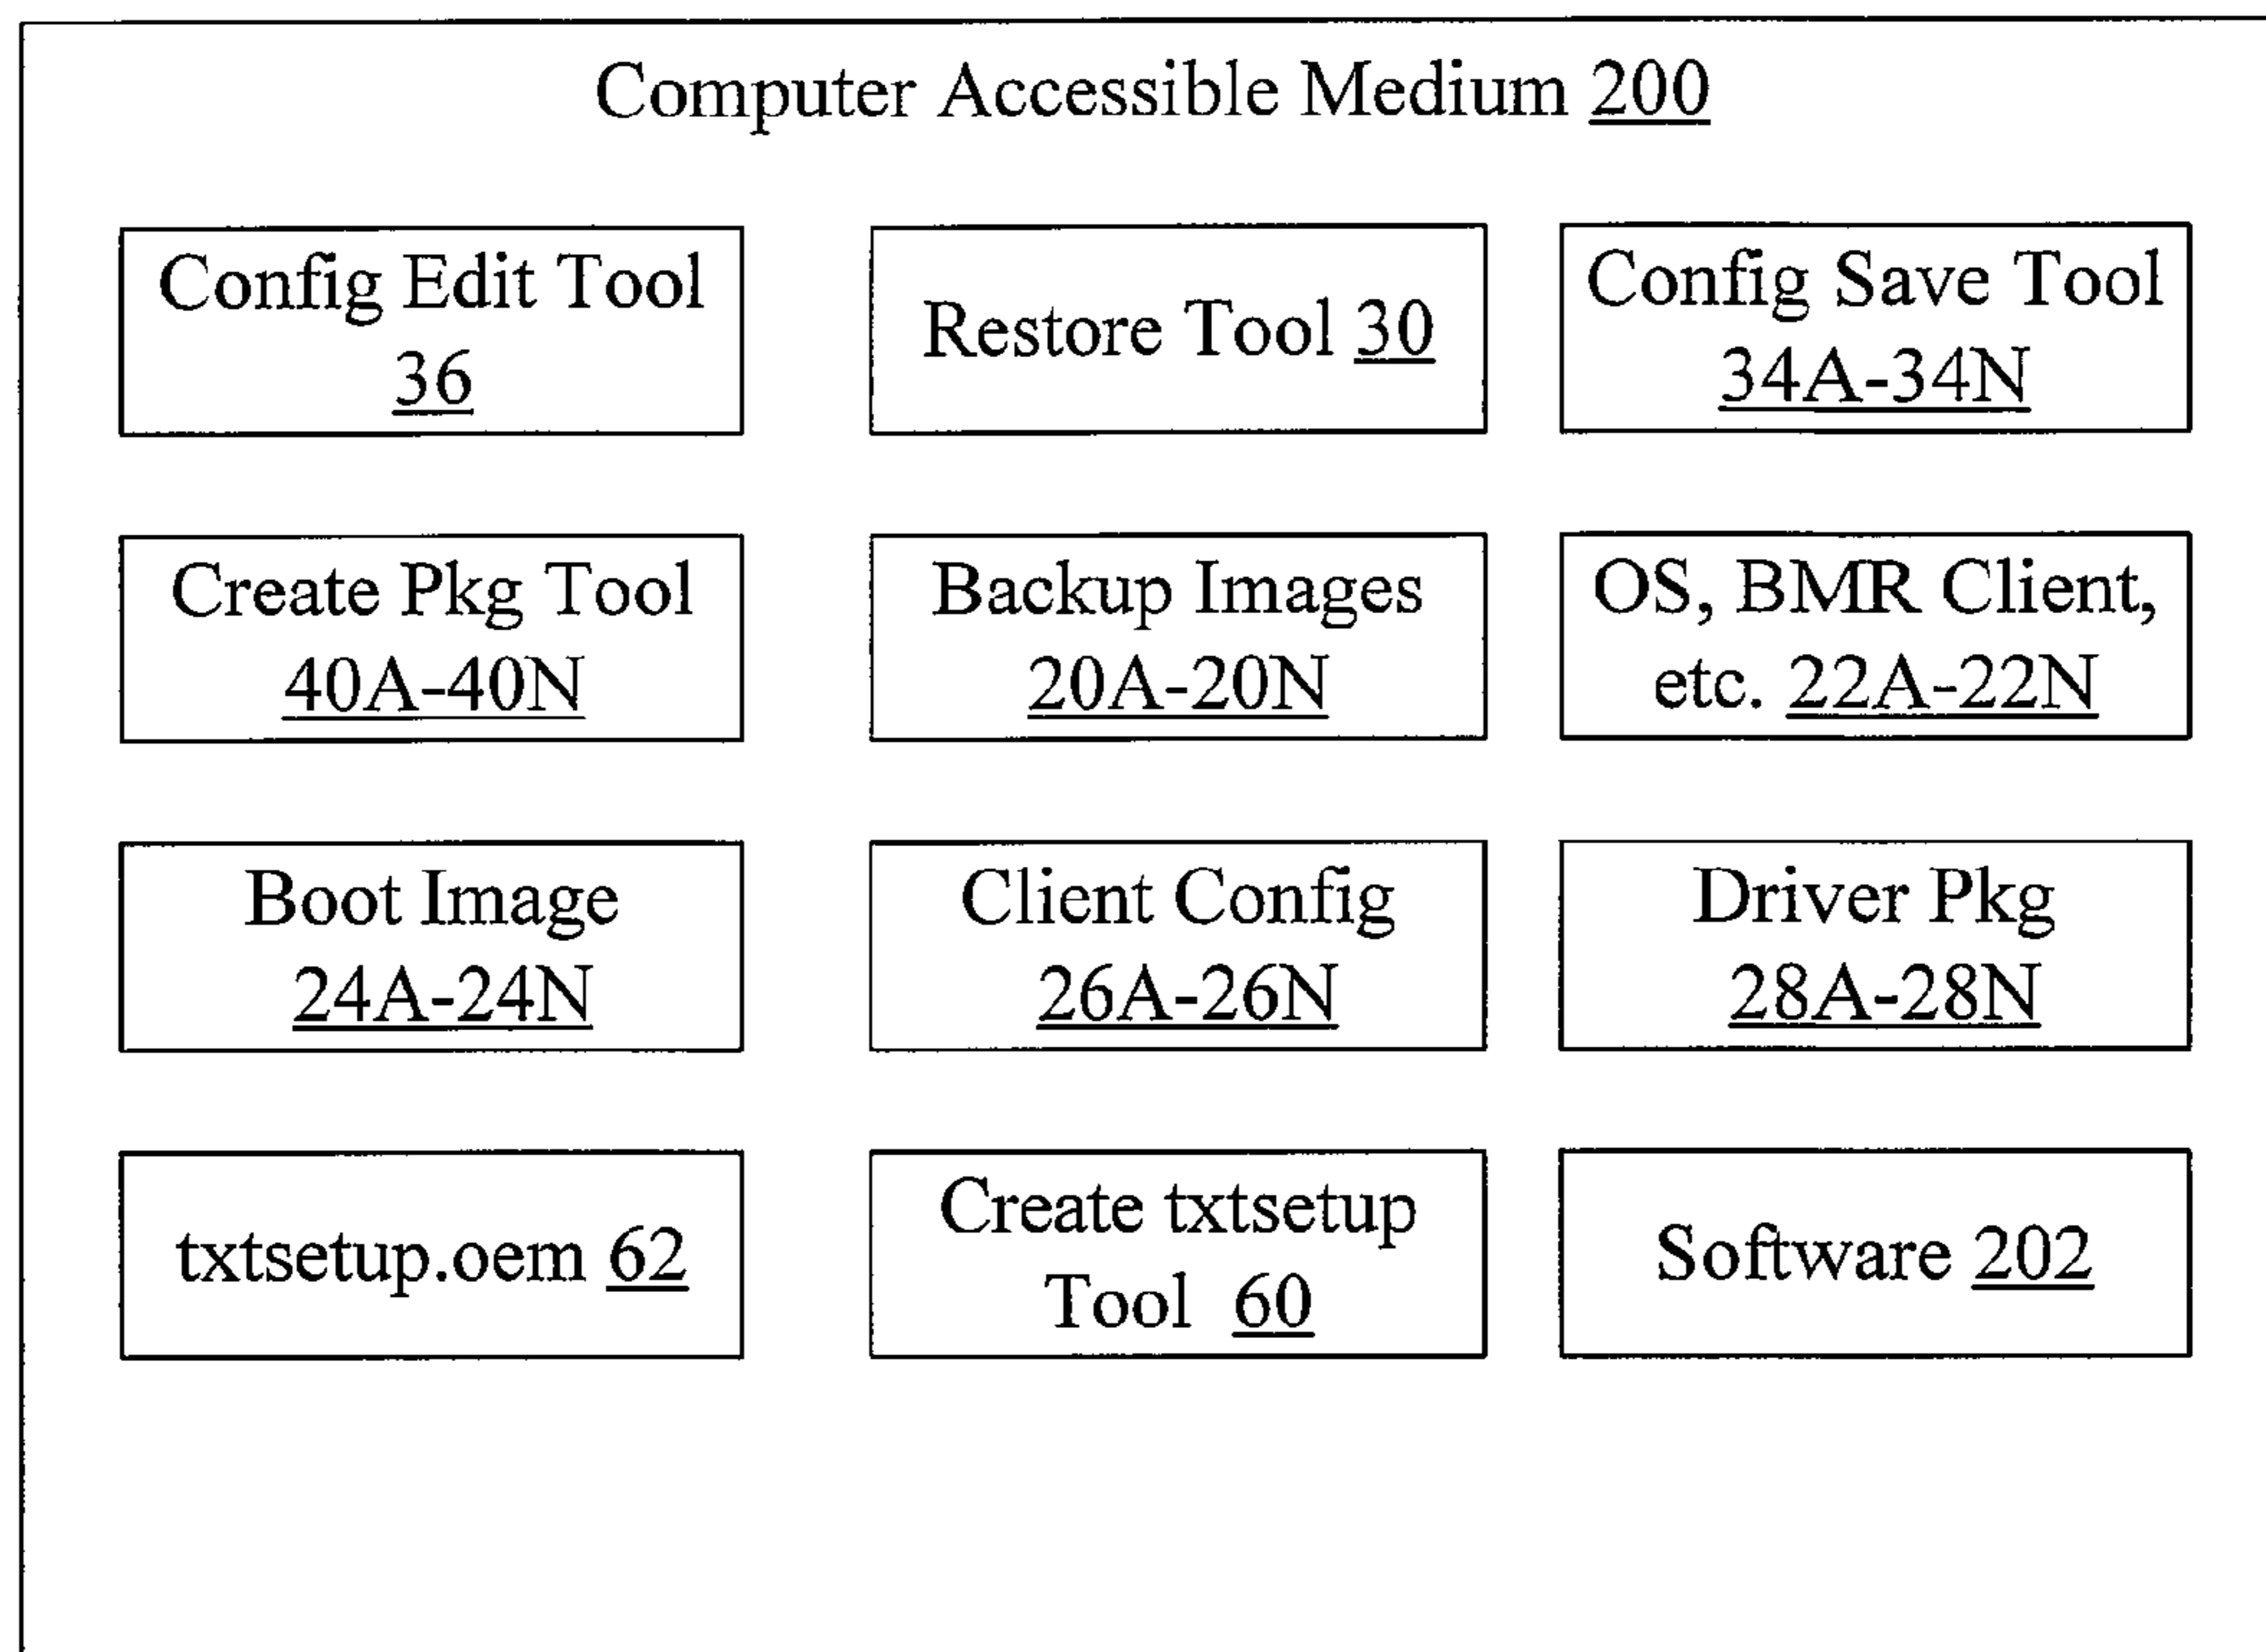 Computer Accessible Medium 200
Config Edit Tool
36
Restore Tool 30
Config Save Tool
34A-34N
Create Pkg Tool
40A-40N
Backup Images
20A-20N
OS, BMR Client,
etc. 22A-22N
Boot Image
24A-24N
Client Config
26A-26N
Driver Pkg
28A-28N
txtsetup.oem 62
Create txtsetup
Tool 60
Software 202